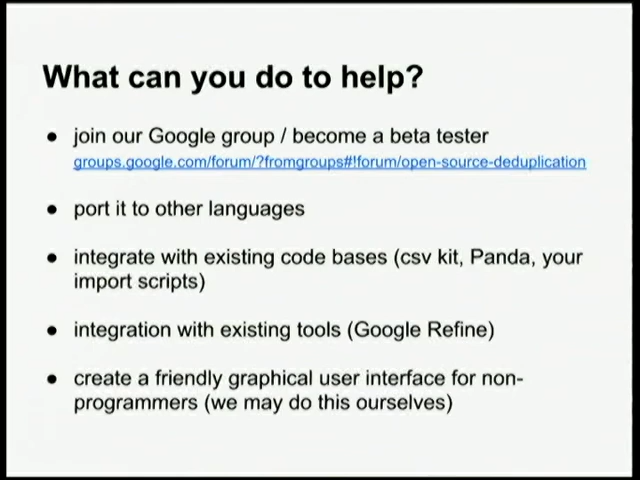 What can you do to help?
● join our Google group / become a beta tester
groups.google.com/forum/?fromgroups#!forum/open-source-deduplication
● port it to other languages
● integrate with existing code bases (csv kit, Panda, your
import scripts)
● integration with existing tools (Google Refine)
● create a friendly graphical user interface for non-
programmers (we may do this ourselves)